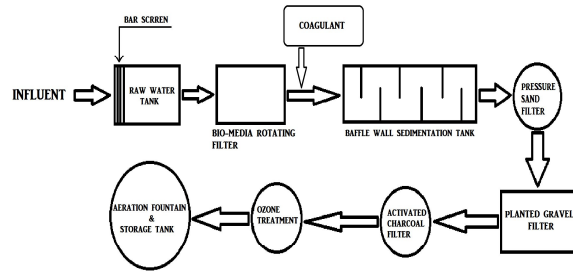 BAR SCRREN
COAGULANT
INFLUENT
RAW WATER
TANK
BIO-MEDIA ROTATING
FILTER
BAFFLE WALL SEDIMENTATION TANK
PRESSURE
SAND
FILTER
PLANTED GRAVEL
FILTER
ACTIVATED
CHARCOAL
FILTER
OZONE
TREATMENT
AERATION FOUNTAIN
&
STORAGE TANK